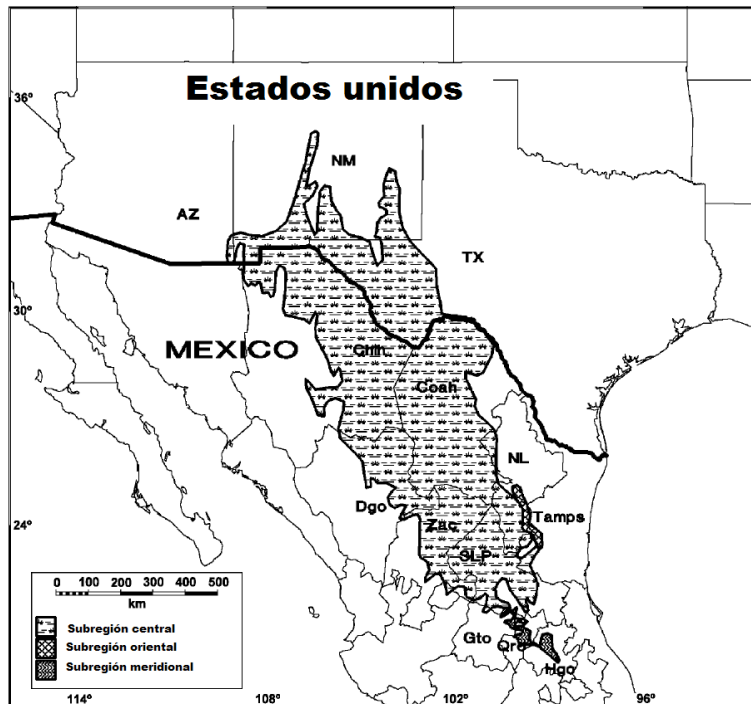 Estados unidos
36°
NM
AZ
TX
30°
MEXICO
Chih.
Coah
NL
Dgo
Zac
Tamps
24°
SLP
0 100 200 300 400 500
km
Subregión central
Subregión oriental
Subregión meridional
Gto
Qro
Hgo
114° 108° 102° 96°